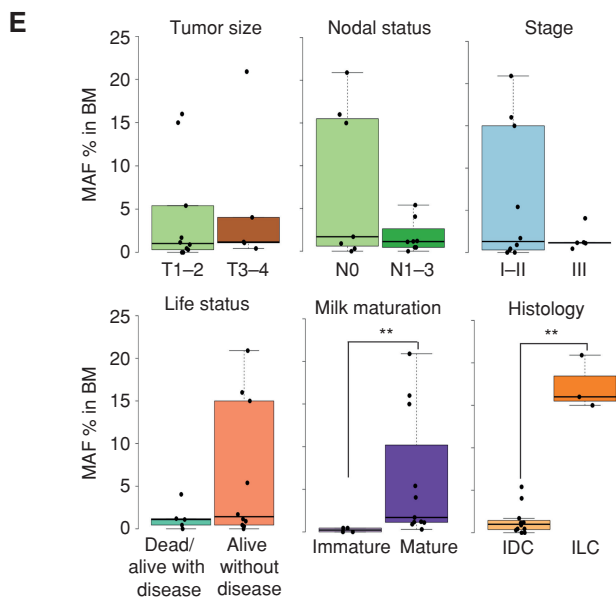 E
Tumor size
Nodal status
Stage
MAF % in BM
25
20
15
10
5
0
T1–2
T3–4
N0
N1–3
I–II
III
Life status
Milk maturation
Histology
MAF % in BM
25
20
15
10
5
0
**
**
Dead/
alive with
disease
Alive
without
disease
Immature
Mature
IDC
ILC